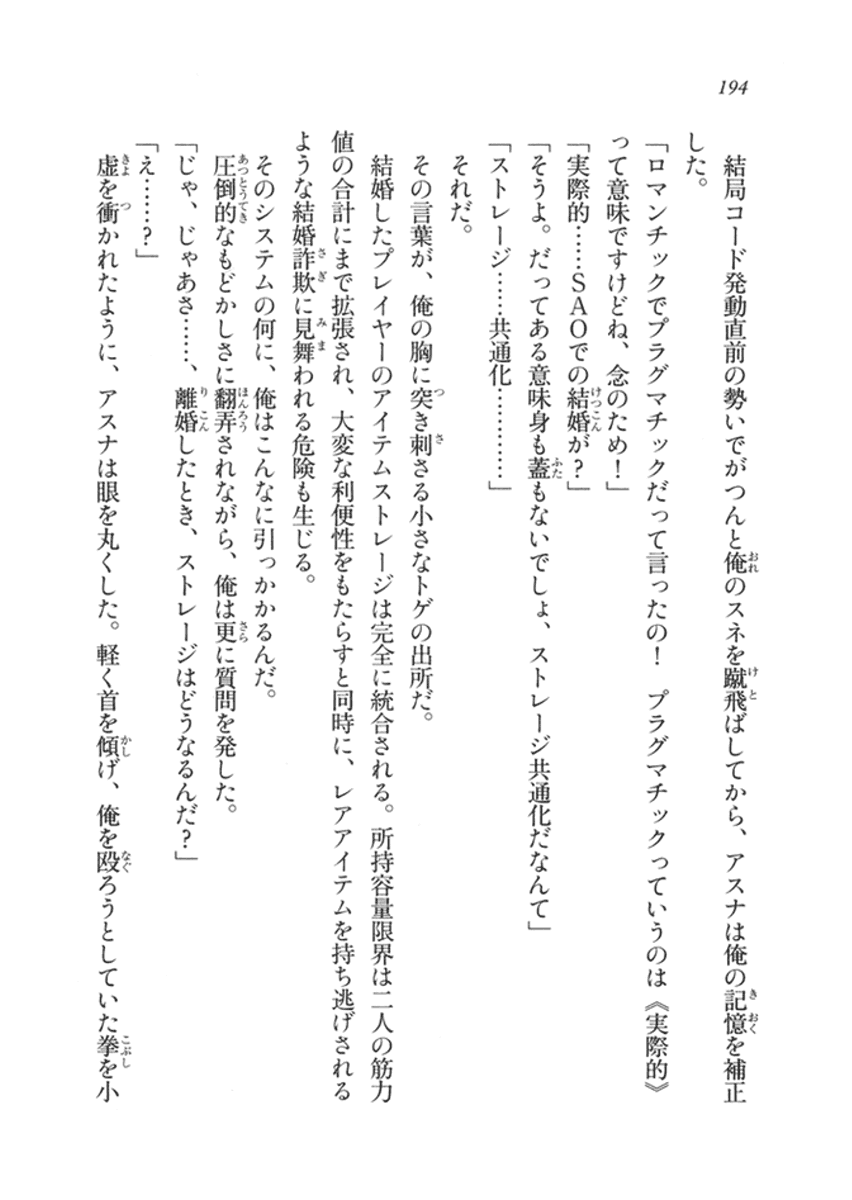 194
結局コード発動直前の勢いでがつんと俺のスネを蹴飛ばしてから、アスナは俺の記憶を補正
した。
「ロマンチックでプラグマチックだって言ったの！　プラグマチックっていうのは《実際的》
って意味ですけどね、念のため！」
「実際的……SAOでの結婚が？」
「そうよ。だってある意味身も蓋もないでしょ、ストレージ共通化だなんて」
「ストレージ……共通化…………」
それだ。
その言葉が、俺の胸に突き刺さる小さなトゲの出所だ。
結婚したプレイヤーのアイテムストレージは完全に統合される。所持容量限界は二人の筋力
値の合計にまで拡張され、大変な利便性をもたらすと同時に、レアアイテムを持ち逃げされる
ような結婚詐欺に見舞われる危険も生じる。
そのシステムの何に、俺はこんなに引っかかるんだ。
圧倒的なもどかしさに翻弄されながら、俺は更に質問を発した。
「じゃ、じゃあさ……、離婚したとき、ストレージはどうなるんだ？」
「え……？」
虚を衝かれたように、アスナは眼を丸くした。軽く首を傾げ、俺を殴ろうとしていた拳を小